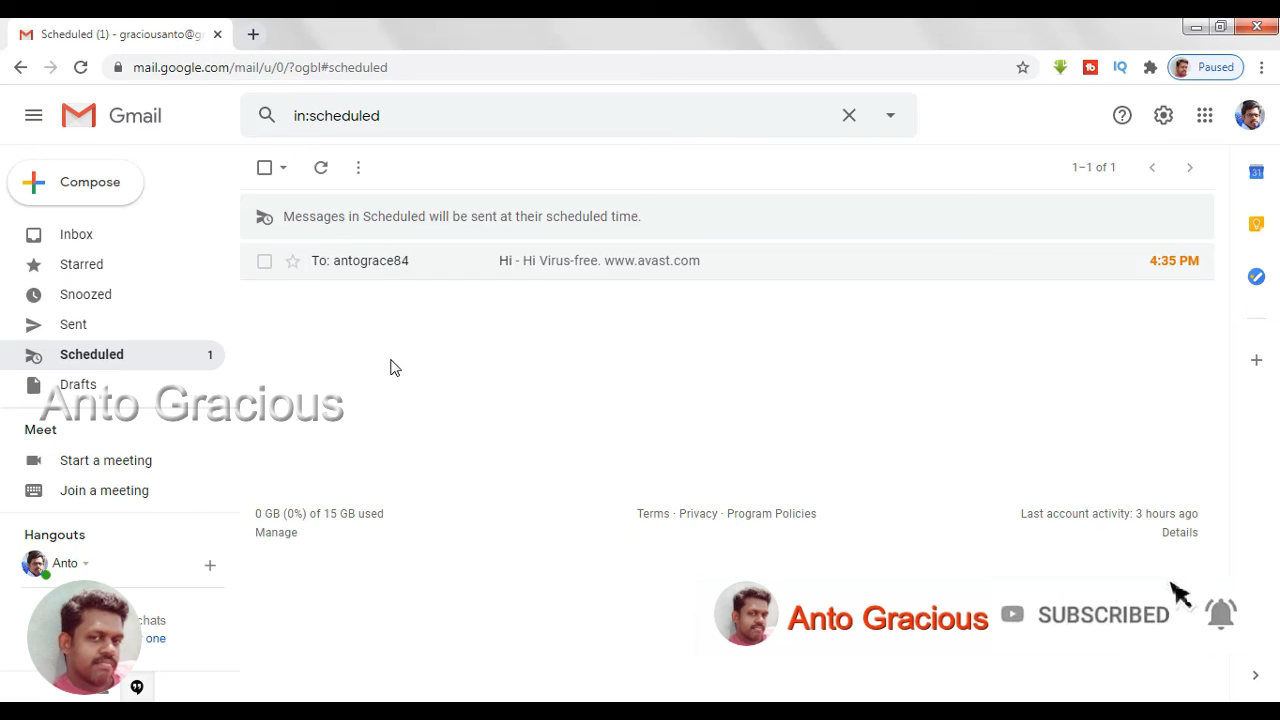 Scheduled (1) - graciousanto@g
mail.google.com/mail/u/0/?ogbl#scheduled
Paused
Gmail
in:scheduled
Compose
1–1 of 1
Messages in Scheduled will be sent at their scheduled time.
To: antograce84 Hi - Hi Virus-free. www.avast.com 4:35 PM
Inbox
Starred
Snoozed
Sent
Scheduled 1
Drafts
Anto Gracious
Meet
Start a meeting
Join a meeting
Hangouts
Anto
chats
one
0 GB (0%) of 15 GB used
Manage
Terms · Privacy · Program Policies
Last account activity: 3 hours ago
Details
Anto Gracious SUBSCRIBED
31
IQ